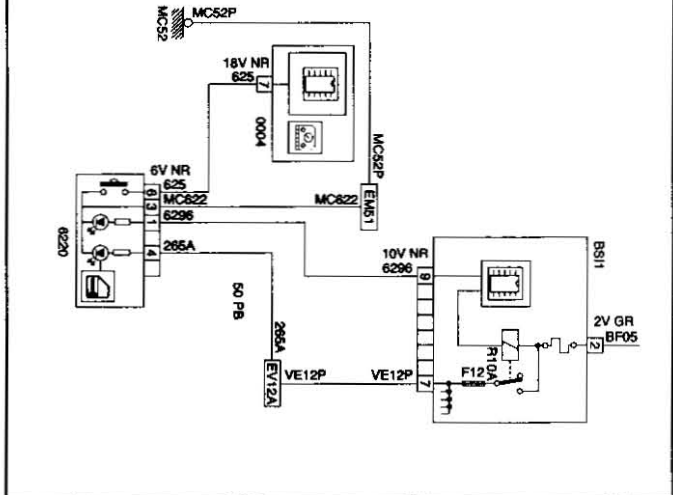 MC52P
MC52
18V NR
625
7
0004
MC52P
6V NR
625
6
MC622
3
MC622
EM51
6296
1
265A
4
6220
50 PB
265A
EV12A
VE12P
VE12P
7
10V NR
6296
9
BSI1
2V GR
BF05
2
R10A
F12